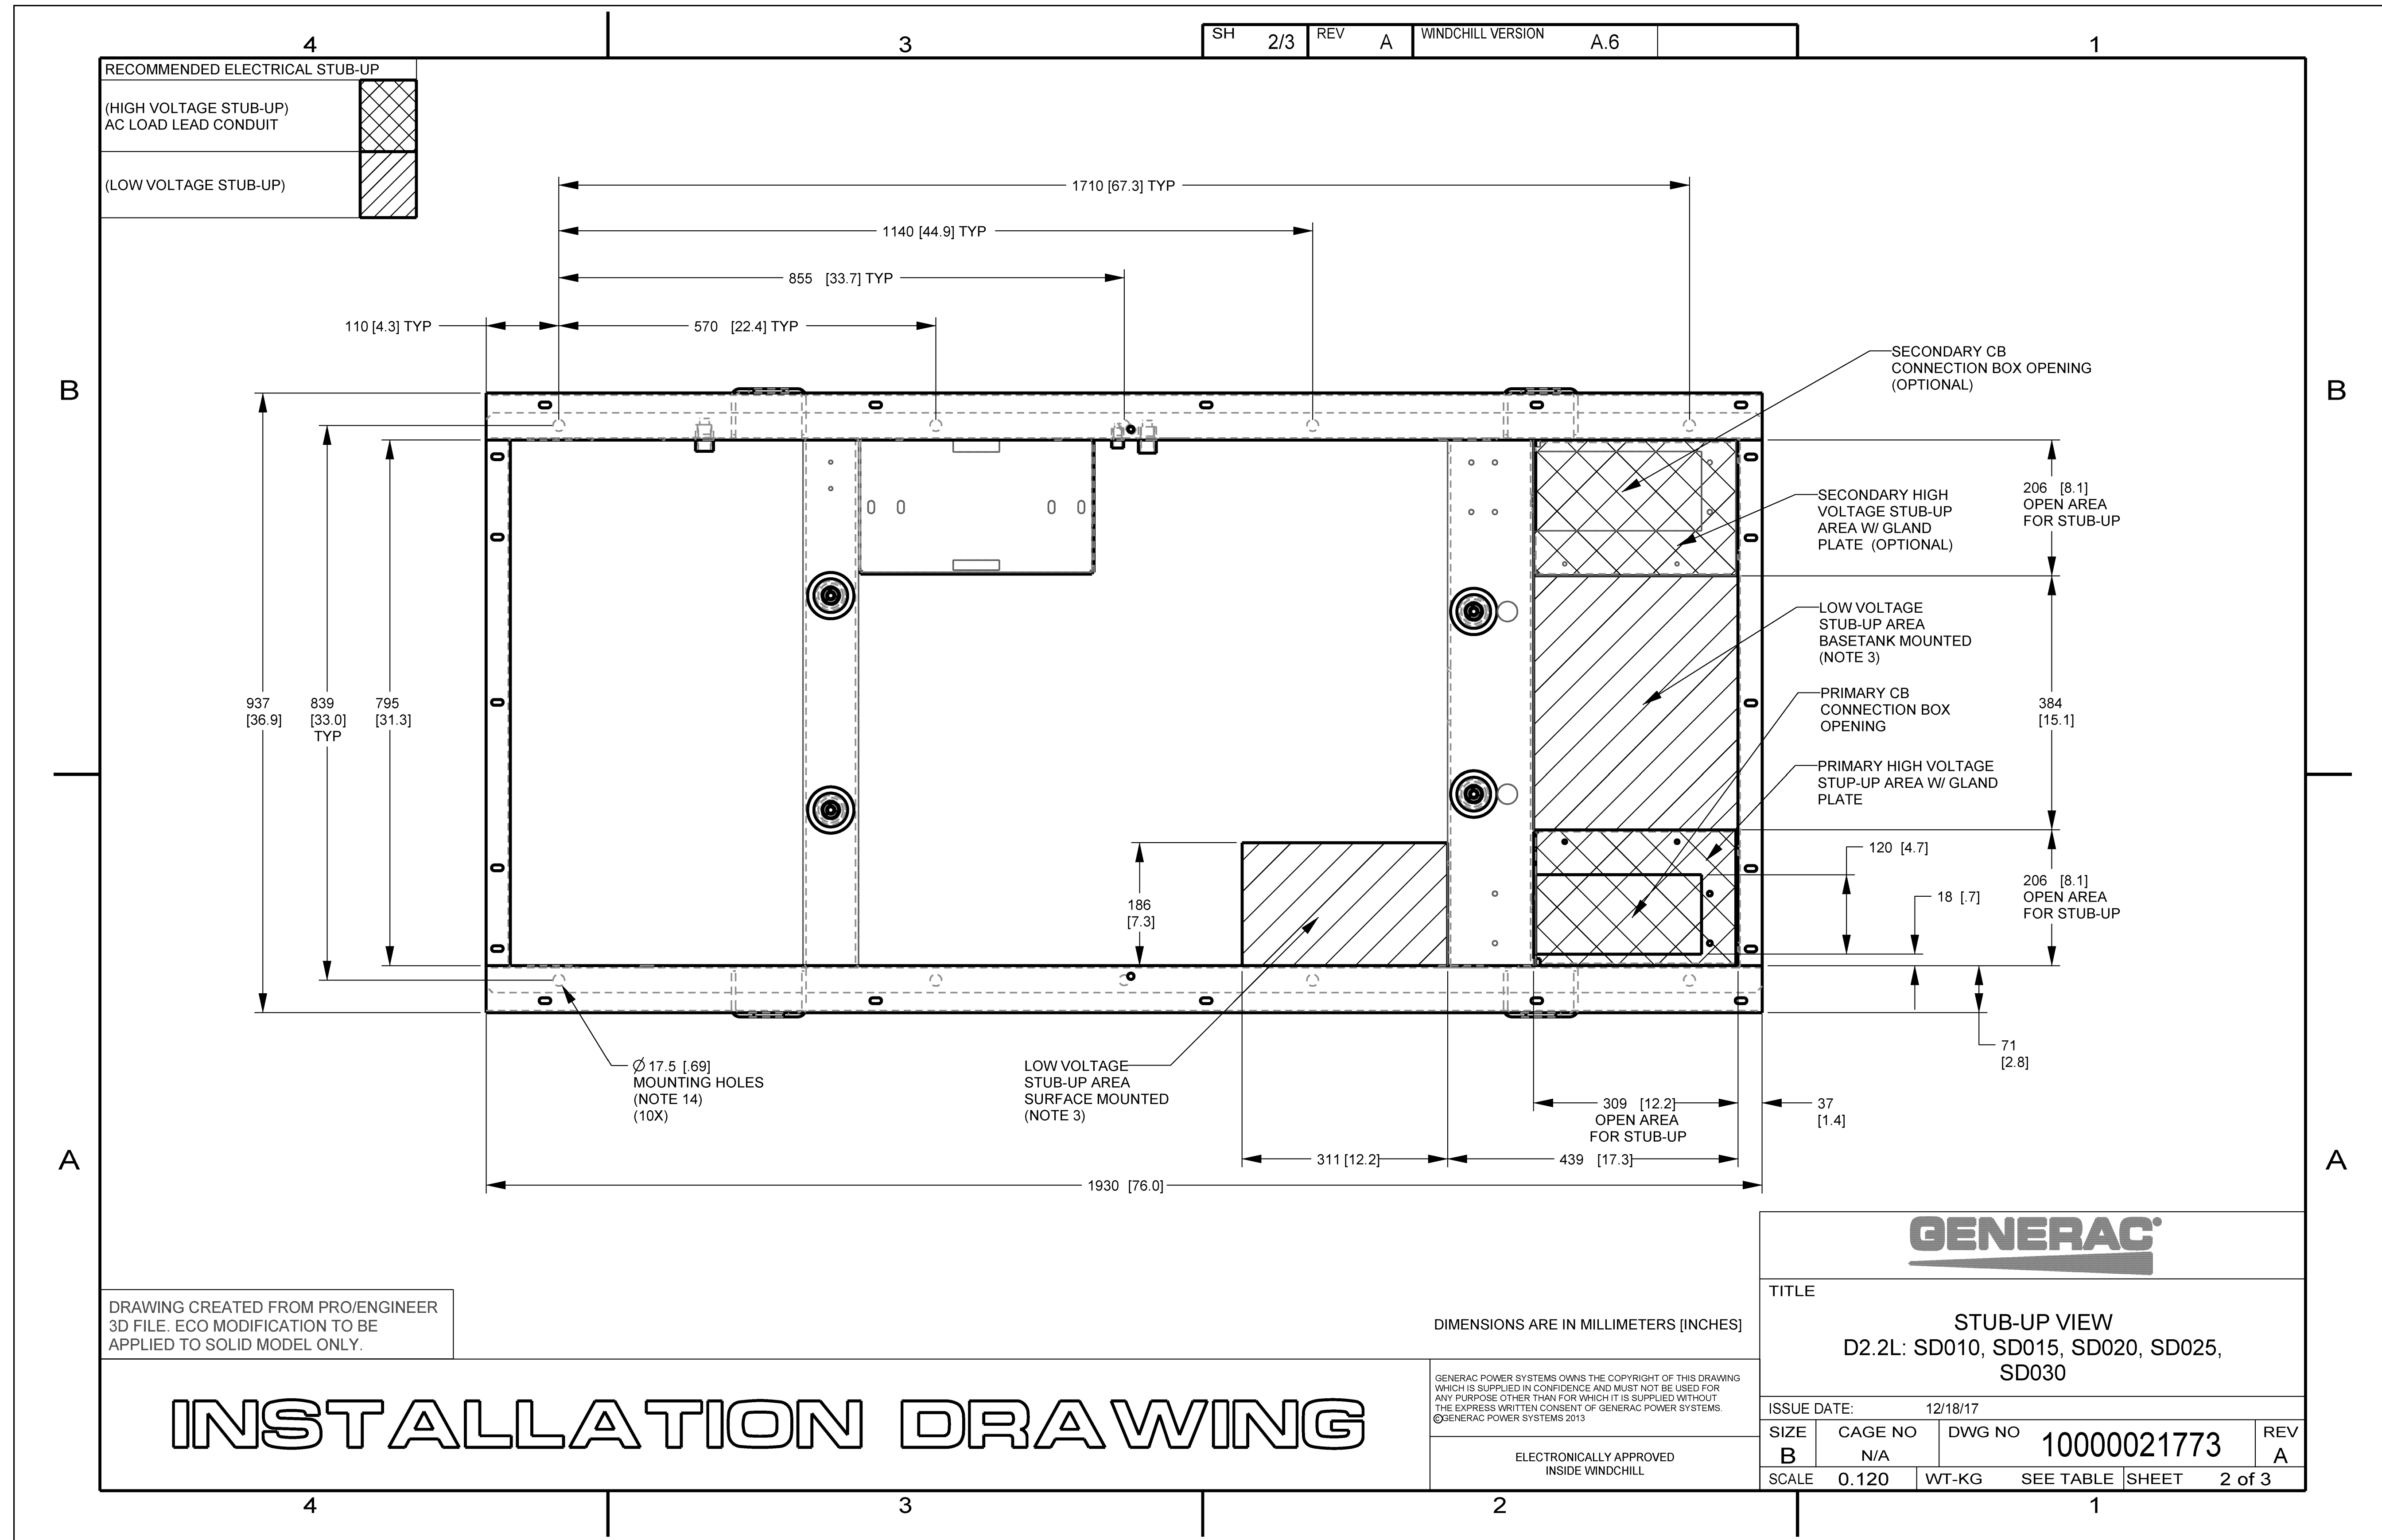 4
3
SH 2/3 REV A WINDCHILL VERSION A.6
1
RECOMMENDED ELECTRICAL STUB-UP
(HIGH VOLTAGE STUB-UP)
AC LOAD LEAD CONDUIT
(LOW VOLTAGE STUB-UP)
1710 [67.3] TYP
1140 [44.9] TYP
855 [33.7] TYP
110 [4.3] TYP
570 [22.4] TYP
B
B
SECONDARY CB
CONNECTION BOX OPENING
(OPTIONAL)
SECONDARY HIGH
VOLTAGE STUB-UP
AREA W/ GLAND
PLATE (OPTIONAL)
206 [8.1]
OPEN AREA
FOR STUB-UP
LOW VOLTAGE
STUB-UP AREA
BASETANK MOUNTED
(NOTE 3)
937
[36.9]
839
[33.0]
TYP
795
[31.3]
384
[15.1]
PRIMARY CB
CONNECTION BOX
OPENING
PRIMARY HIGH VOLTAGE
STUP-UP AREA W/ GLAND
PLATE
120 [4.7]
18 [.7]
206 [8.1]
OPEN AREA
FOR STUB-UP
186
[7.3]
71
[2.8]
Ø 17.5 [.69]
MOUNTING HOLES
(NOTE 14)
(10X)
LOW VOLTAGE
STUB-UP AREA
SURFACE MOUNTED
(NOTE 3)
309 [12.2]
OPEN AREA
FOR STUB-UP
37
[1.4]
311 [12.2]
439 [17.3]
1930 [76.0]
A
A
GENERAC
DRAWING CREATED FROM PRO/ENGINEER
3D FILE. ECO MODIFICATION TO BE
APPLIED TO SOLID MODEL ONLY.
DIMENSIONS ARE IN MILLIMETERS [INCHES]
TITLE
STUB-UP VIEW
D2.2L: SD010, SD015, SD020, SD025,
SD030
INSTALLATION DRAWING
GENERAC POWER SYSTEMS OWNS THE COPYRIGHT OF THIS DRAWING
WHICH IS SUPPLIED IN CONFIDENCE AND MUST NOT BE USED FOR
ANY PURPOSE OTHER THAN FOR WHICH IT IS SUPPLIED WITHOUT
THE EXPRESS WRITTEN CONSENT OF GENERAC POWER SYSTEMS.
©GENERAC POWER SYSTEMS 2013
ELECTRONICALLY APPROVED
INSIDE WINDCHILL
ISSUE DATE: 12/18/17
SIZE B CAGE NO N/A DWG NO 10000021773 REV A
SCALE 0.120 WT-KG SEE TABLE SHEET 2 of 3
4
3
2
1